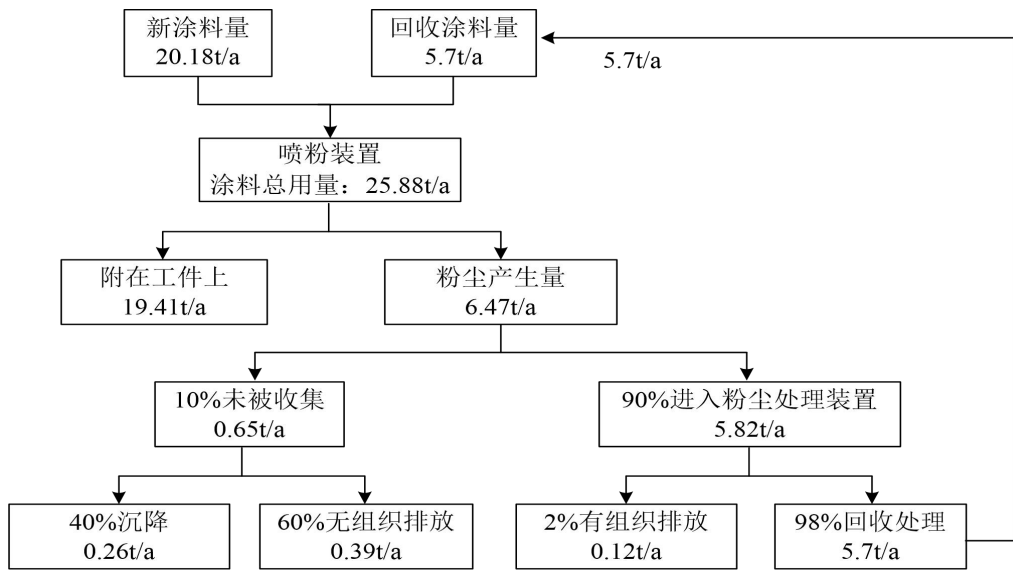 新涂料量
20.18t/a
回收涂料量
5.7t/a
5.7t/a
喷粉装置
涂料总用量：25.88t/a
附在工件上
19.41t/a
粉尘产生量
6.47t/a
10%未被收集
0.65t/a
90%进入粉尘处理装置
5.82t/a
40%沉降
0.26t/a
60%无组织排放
0.39t/a
2%有组织排放
0.12t/a
98%回收处理
5.7t/a